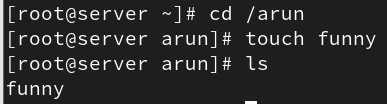 [root@server ~]# cd /arun
[root@server arun]# touch funny
[root@server arun]# ls
funny